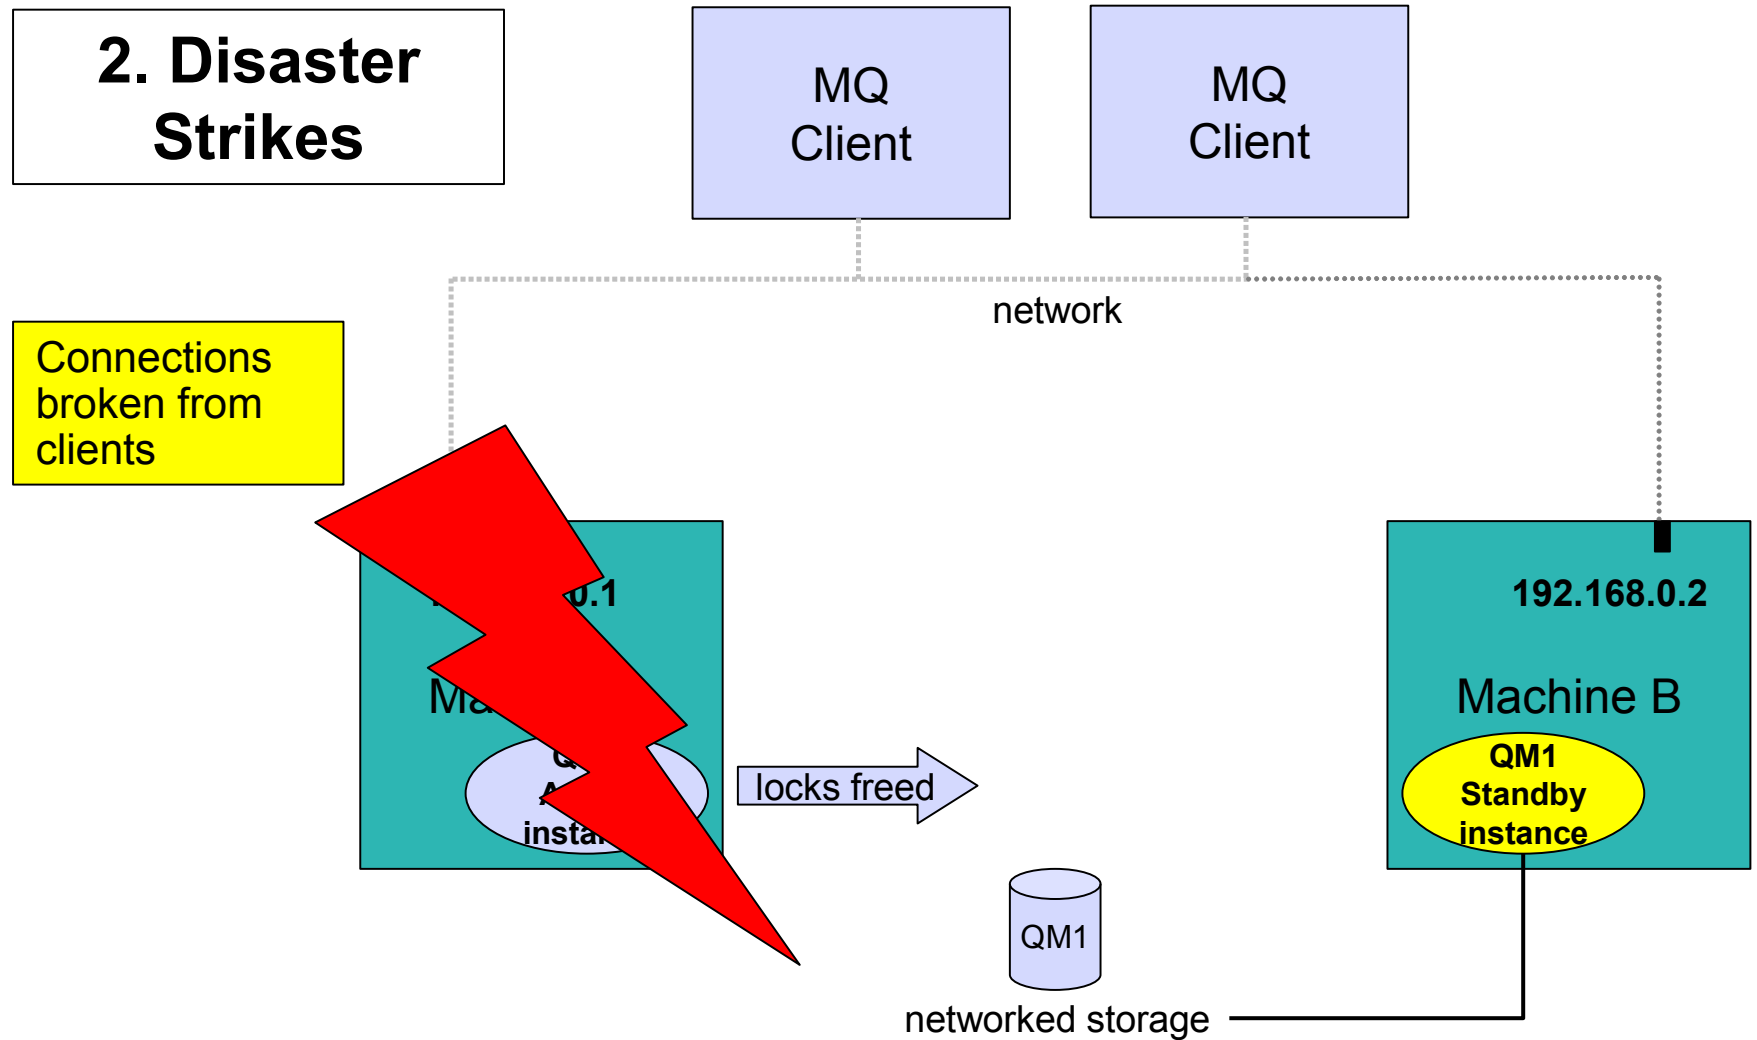 2. Disaster
Strikes
MQ
Client
MQ
Client
network
Connections
broken from
clients
0.1
192.168.0.2
Machine B
QM1
Standby
instance
locks freed
QM1
networked storage